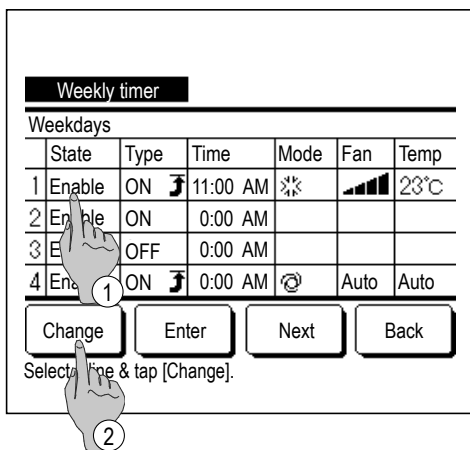 Weekly timer
Weekdays
State Type Time Mode Fan Temp
1 Enable ON 11:00 AM 23°C
2 Enable ON 0:00 AM
3 E OFF 0:00 AM
4 Ena ON 0:00 AM Auto Auto
1
Change Enter Next Back
Select line & tap [Change].
2